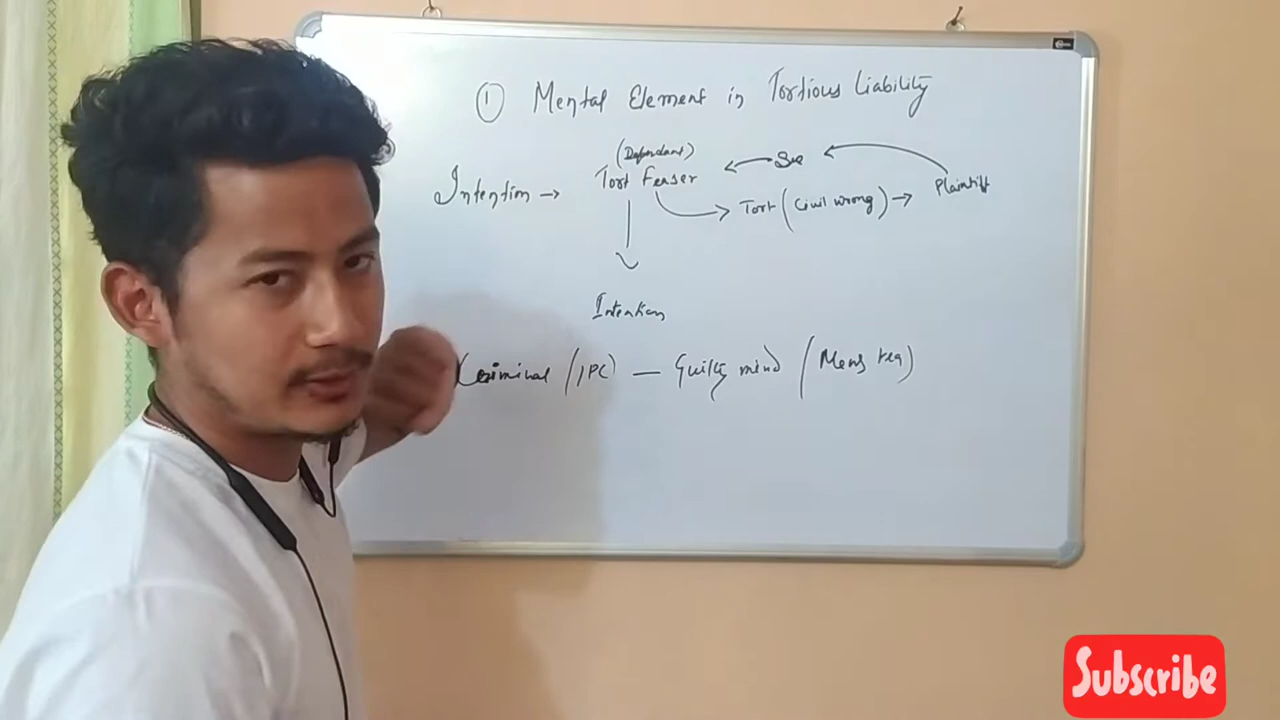 ① Mental Element in Tortious Liability
(Defendant)
Intention → Tort Feaser ← Sue ← Plaintiff
→ Tort (Civil wrong) →
Intention
Criminal (IPC) — Guilty mind (Mens rea)
Subscribe